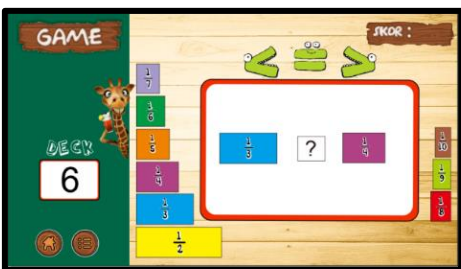 GAME
SKOR :
< = >
1/7
1/6
1/5
1/4
1/3
1/2
DECK
6
1/3 ? 1/4
1/10
1/9
1/8